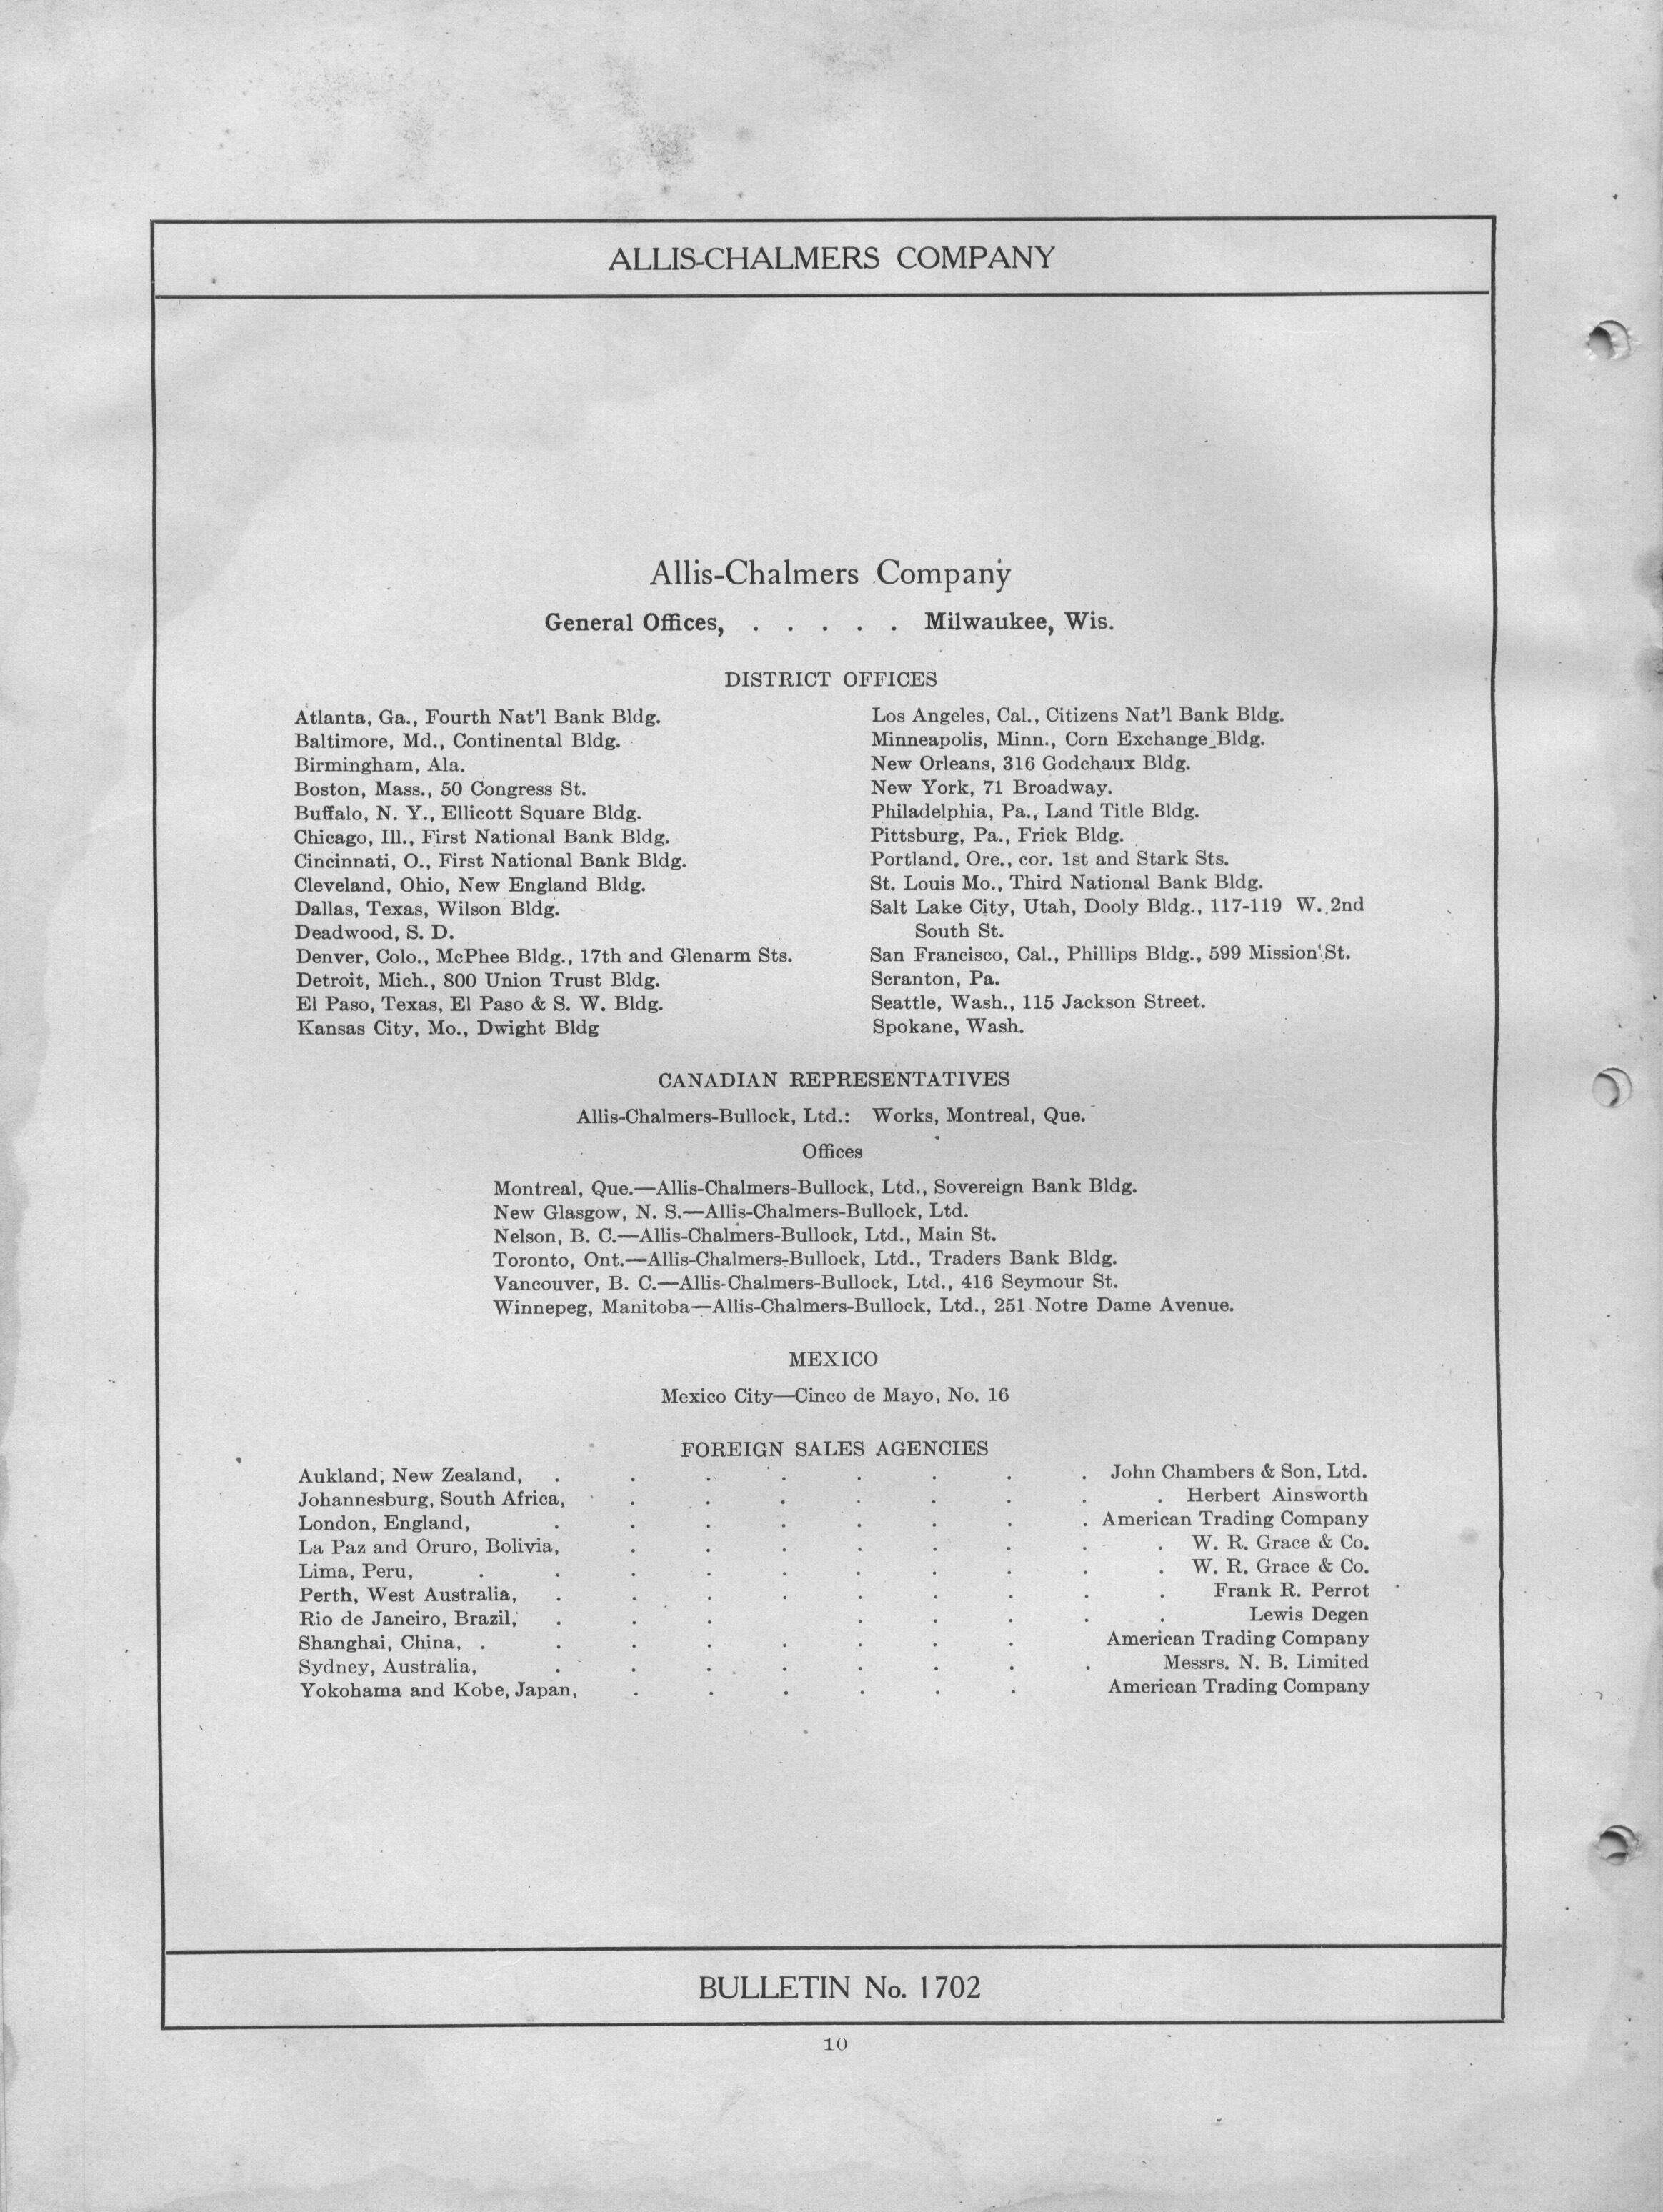 ALLIS-CHALMERS COMPANY
Allis-Chalmers Company
General Offices, . . . . . Milwaukee, Wis.
DISTRICT OFFICES
Atlanta, Ga., Fourth Nat'l Bank Bldg.
Baltimore, Md., Continental Bldg.
Birmingham, Ala.
Boston, Mass., 50 Congress St.
Buffalo, N. Y., Ellicott Square Bldg.
Chicago, Ill., First National Bank Bldg.
Cincinnati, O., First National Bank Bldg.
Cleveland, Ohio, New England Bldg.
Dallas, Texas, Wilson Bldg.
Deadwood, S. D.
Denver, Colo., McPhee Bldg., 17th and Glenarm Sts.
Detroit, Mich., 800 Union Trust Bldg.
El Paso, Texas, El Paso & S. W. Bldg.
Kansas City, Mo., Dwight Bldg
Los Angeles, Cal., Citizens Nat'l Bank Bldg.
Minneapolis, Minn., Corn Exchange Bldg.
New Orleans, 316 Godchaux Bldg.
New York, 71 Broadway.
Philadelphia, Pa., Land Title Bldg.
Pittsburg, Pa., Frick Bldg.
Portland, Ore., cor. 1st and Stark Sts.
St. Louis Mo., Third National Bank Bldg.
Salt Lake City, Utah, Dooly Bldg., 117-119 W. 2nd
South St.
San Francisco, Cal., Phillips Bldg., 599 Mission St.
Scranton, Pa.
Seattle, Wash., 115 Jackson Street.
Spokane, Wash.
CANADIAN REPRESENTATIVES
Allis-Chalmers-Bullock, Ltd.: Works, Montreal, Que.
Offices
Montreal, Que.—Allis-Chalmers-Bullock, Ltd., Sovereign Bank Bldg.
New Glasgow, N. S.—Allis-Chalmers-Bullock, Ltd.
Nelson, B. C.—Allis-Chalmers-Bullock, Ltd., Main St.
Toronto, Ont.—Allis-Chalmers-Bullock, Ltd., Traders Bank Bldg.
Vancouver, B. C.—Allis-Chalmers-Bullock, Ltd., 416 Seymour St.
Winnepeg, Manitoba—Allis-Chalmers-Bullock, Ltd., 251 Notre Dame Avenue.
MEXICO
Mexico City—Cinco de Mayo, No. 16
FOREIGN SALES AGENCIES
Aukland, New Zealand, . . . . . . . . John Chambers & Son, Ltd.
Johannesburg, South Africa, . . . . . . . . Herbert Ainsworth
London, England, . . . . . . . . American Trading Company
La Paz and Oruro, Bolivia, . . . . . . . . W. R. Grace & Co.
Lima, Peru, . . . . . . . . . . W. R. Grace & Co.
Perth, West Australia, . . . . . . . . . Frank R. Perrot
Rio de Janeiro, Brazil, . . . . . . . . Lewis Degen
Shanghai, China, . . . . . . . . American Trading Company
Sydney, Australia, . . . . . . . . Messrs. N. B. Limited
Yokohama and Kobe, Japan, . . . . . . American Trading Company
BULLETIN No. 1702
10